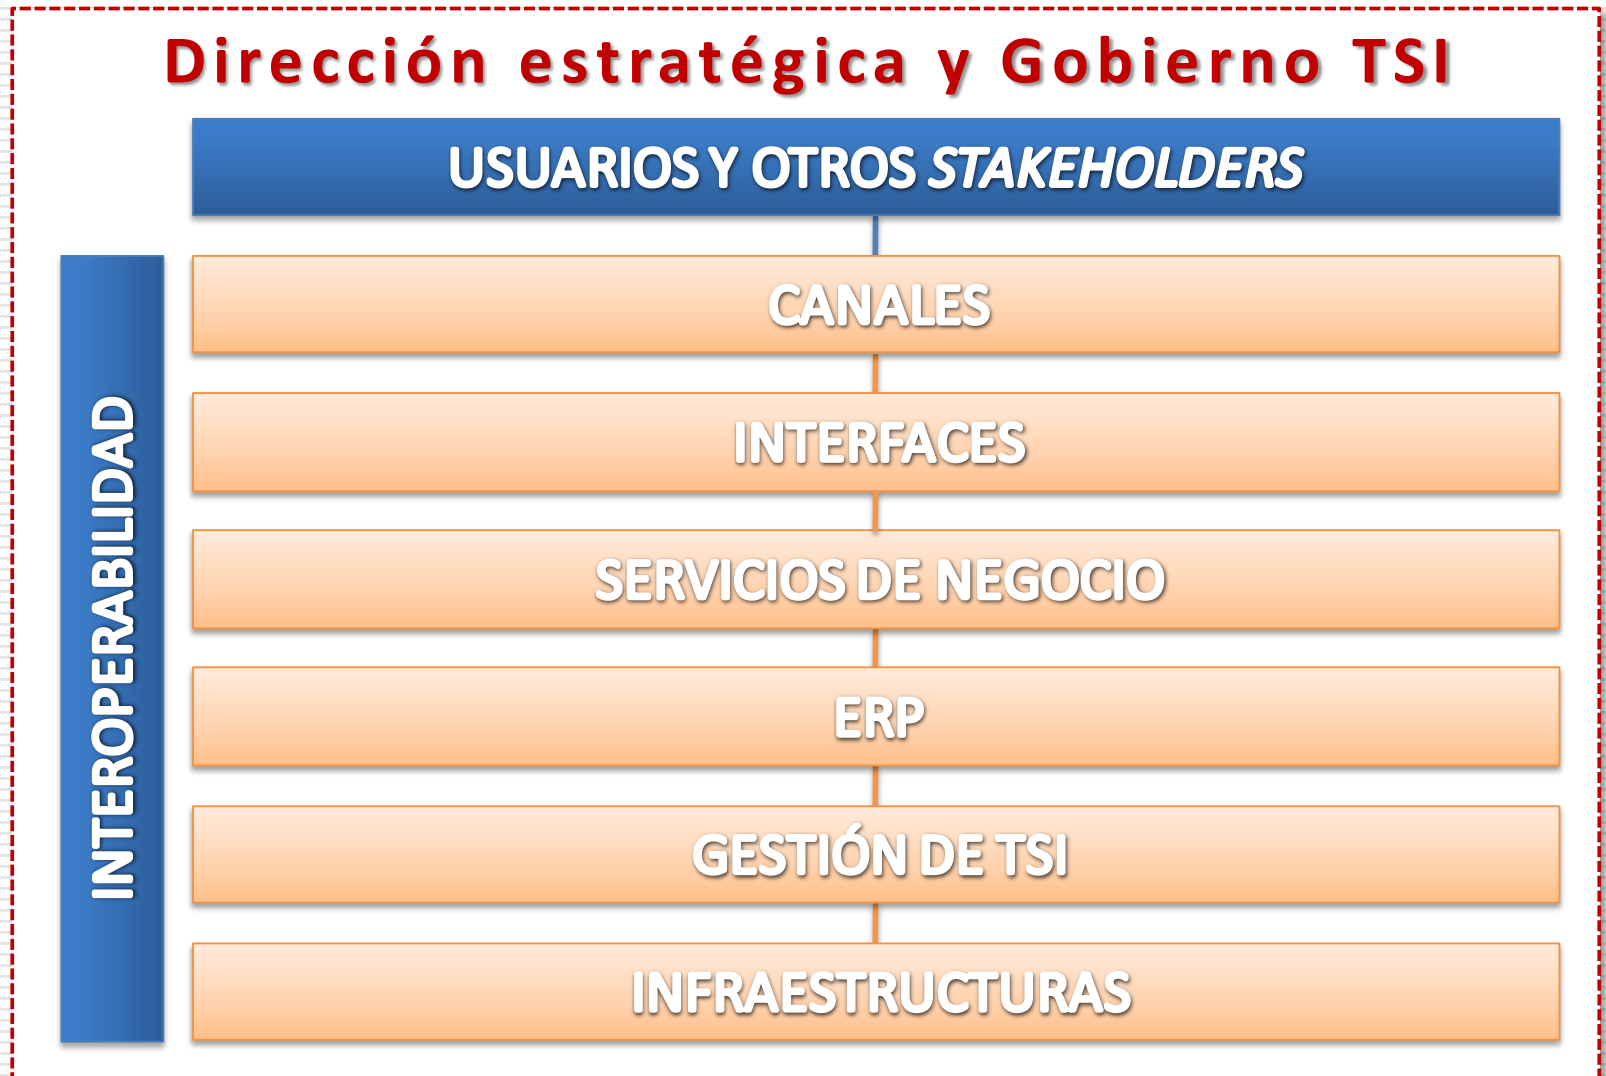 Dirección estratégica y Gobierno TSI
USUARIOS Y OTROS STAKEHOLDERS
INTEROPERABILIDAD
CANALES
INTERFACES
SERVICIOS DE NEGOCIO
ERP
GESTIÓN DE TSI
INFRAESTRUCTURAS